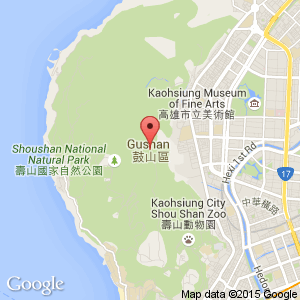 Kaohsiung Museum
of Fine Arts
高雄市立美術館
Gushan
鼓山區
Hexi 1st Rd
Shoushan National
Natural Park
壽山國家自然公園
17
中華橫路
Kaohsiung City
Shou Shan Zoo
壽山動物園
Google
Map data ©2015 Google